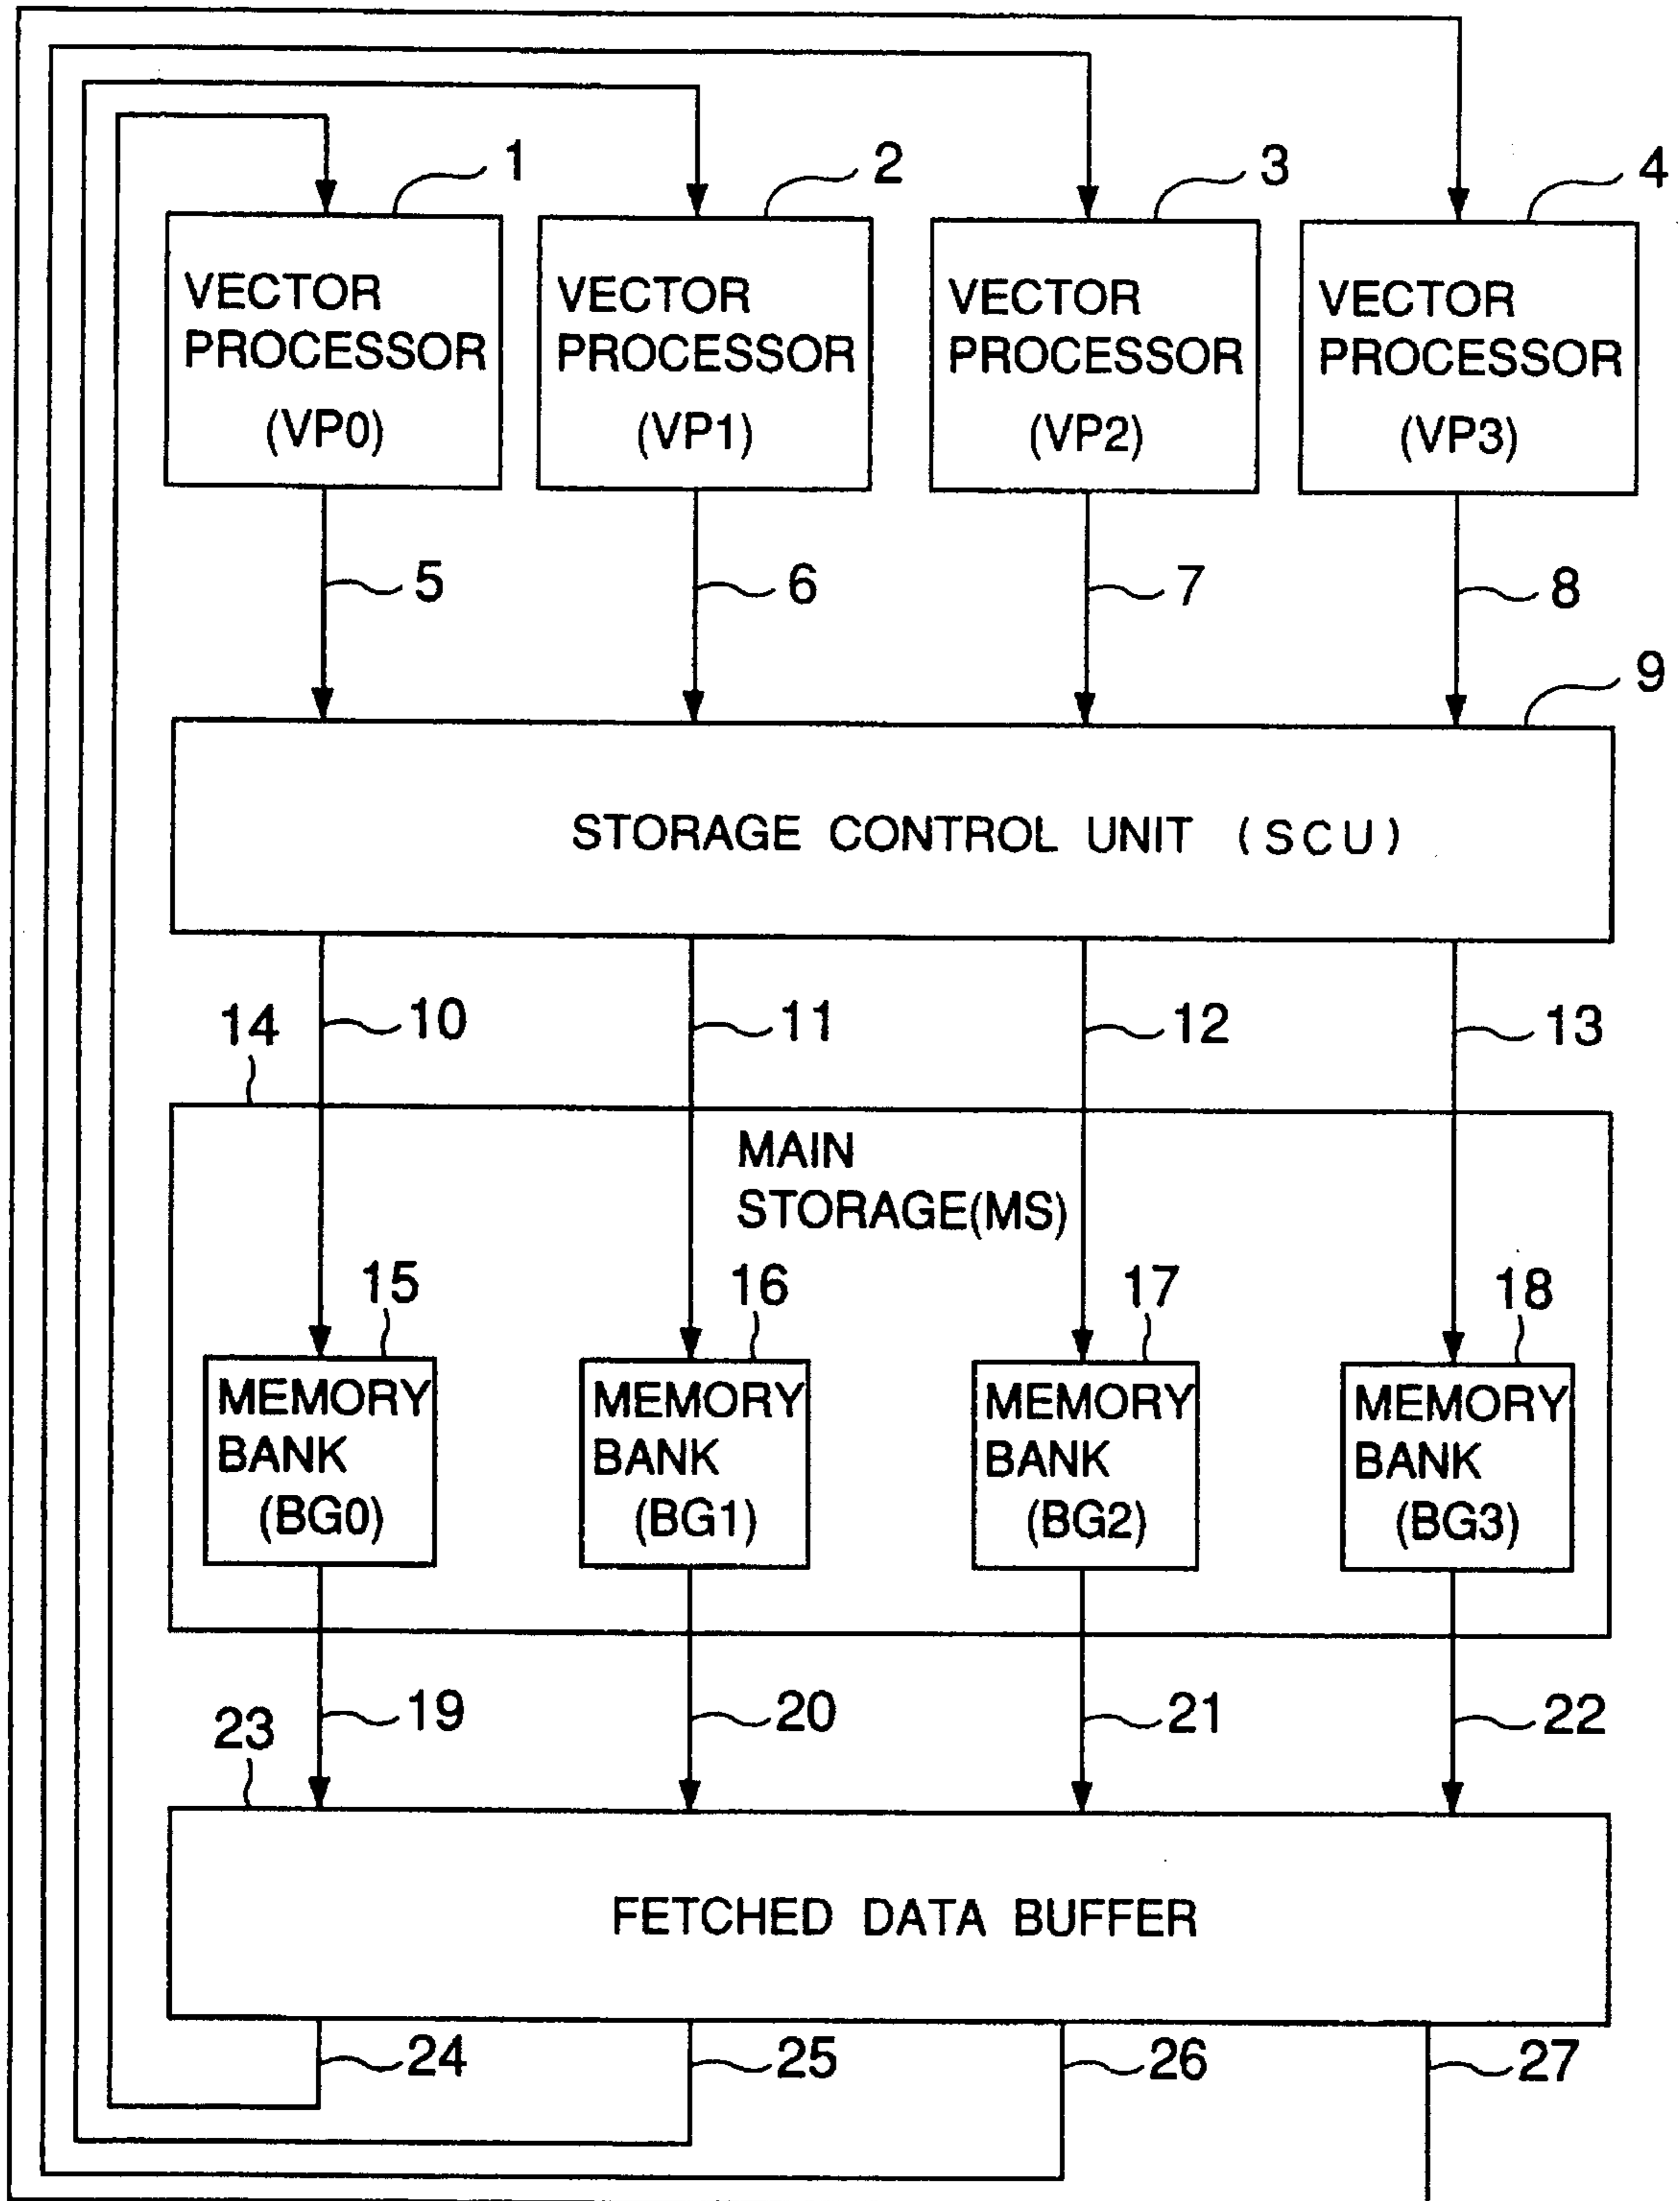 1
2
3
4
VECTOR
PROCESSOR
(VP0)
VECTOR
PROCESSOR
(VP1)
VECTOR
PROCESSOR
(VP2)
VECTOR
PROCESSOR
(VP3)
5
6
7
8
9
STORAGE CONTROL UNIT (SCU)
10
11
12
13
14
MAIN
STORAGE(MS)
15
16
17
18
MEMORY
BANK
(BG0)
MEMORY
BANK
(BG1)
MEMORY
BANK
(BG2)
MEMORY
BANK
(BG3)
19
20
21
22
23
FETCHED DATA BUFFER
24
25
26
27